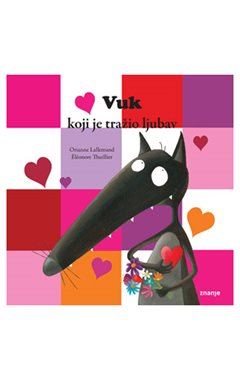 Vuk
koji je tražio ljubav
Orianne Lallemand
Éléonore Thuillier
znanje